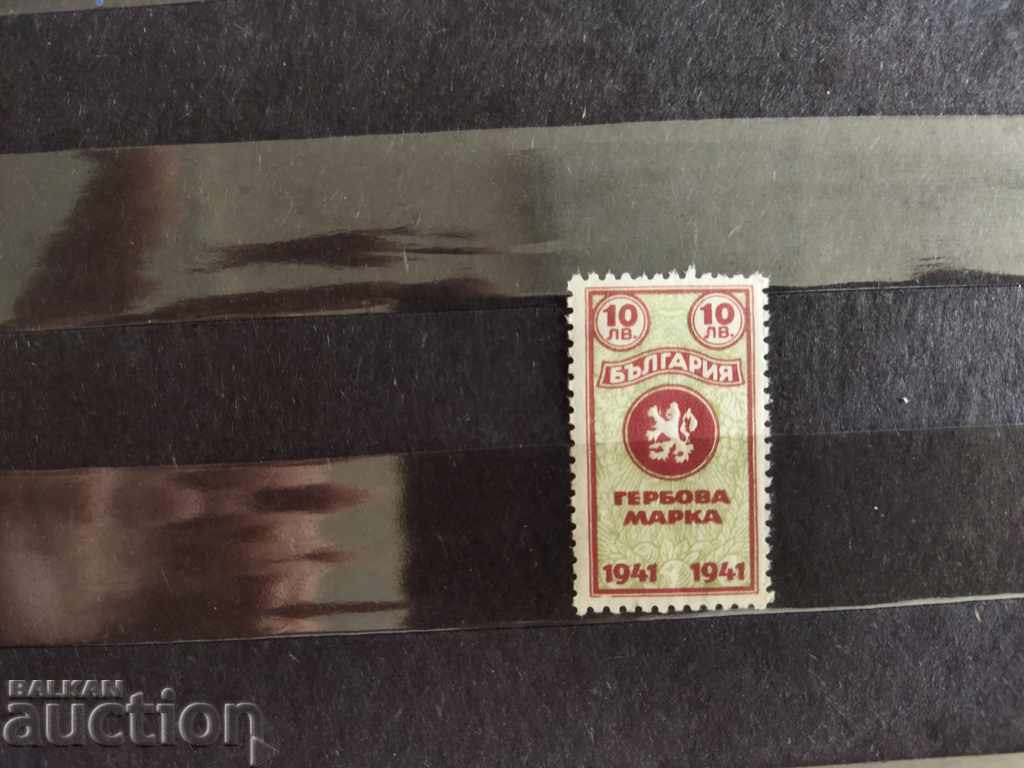 10 10
ЛВ. ЛВ.
БЪЛГАРИЯ
ГЕРБОВА
МАРКА
1941 1941
BALKAN
auction